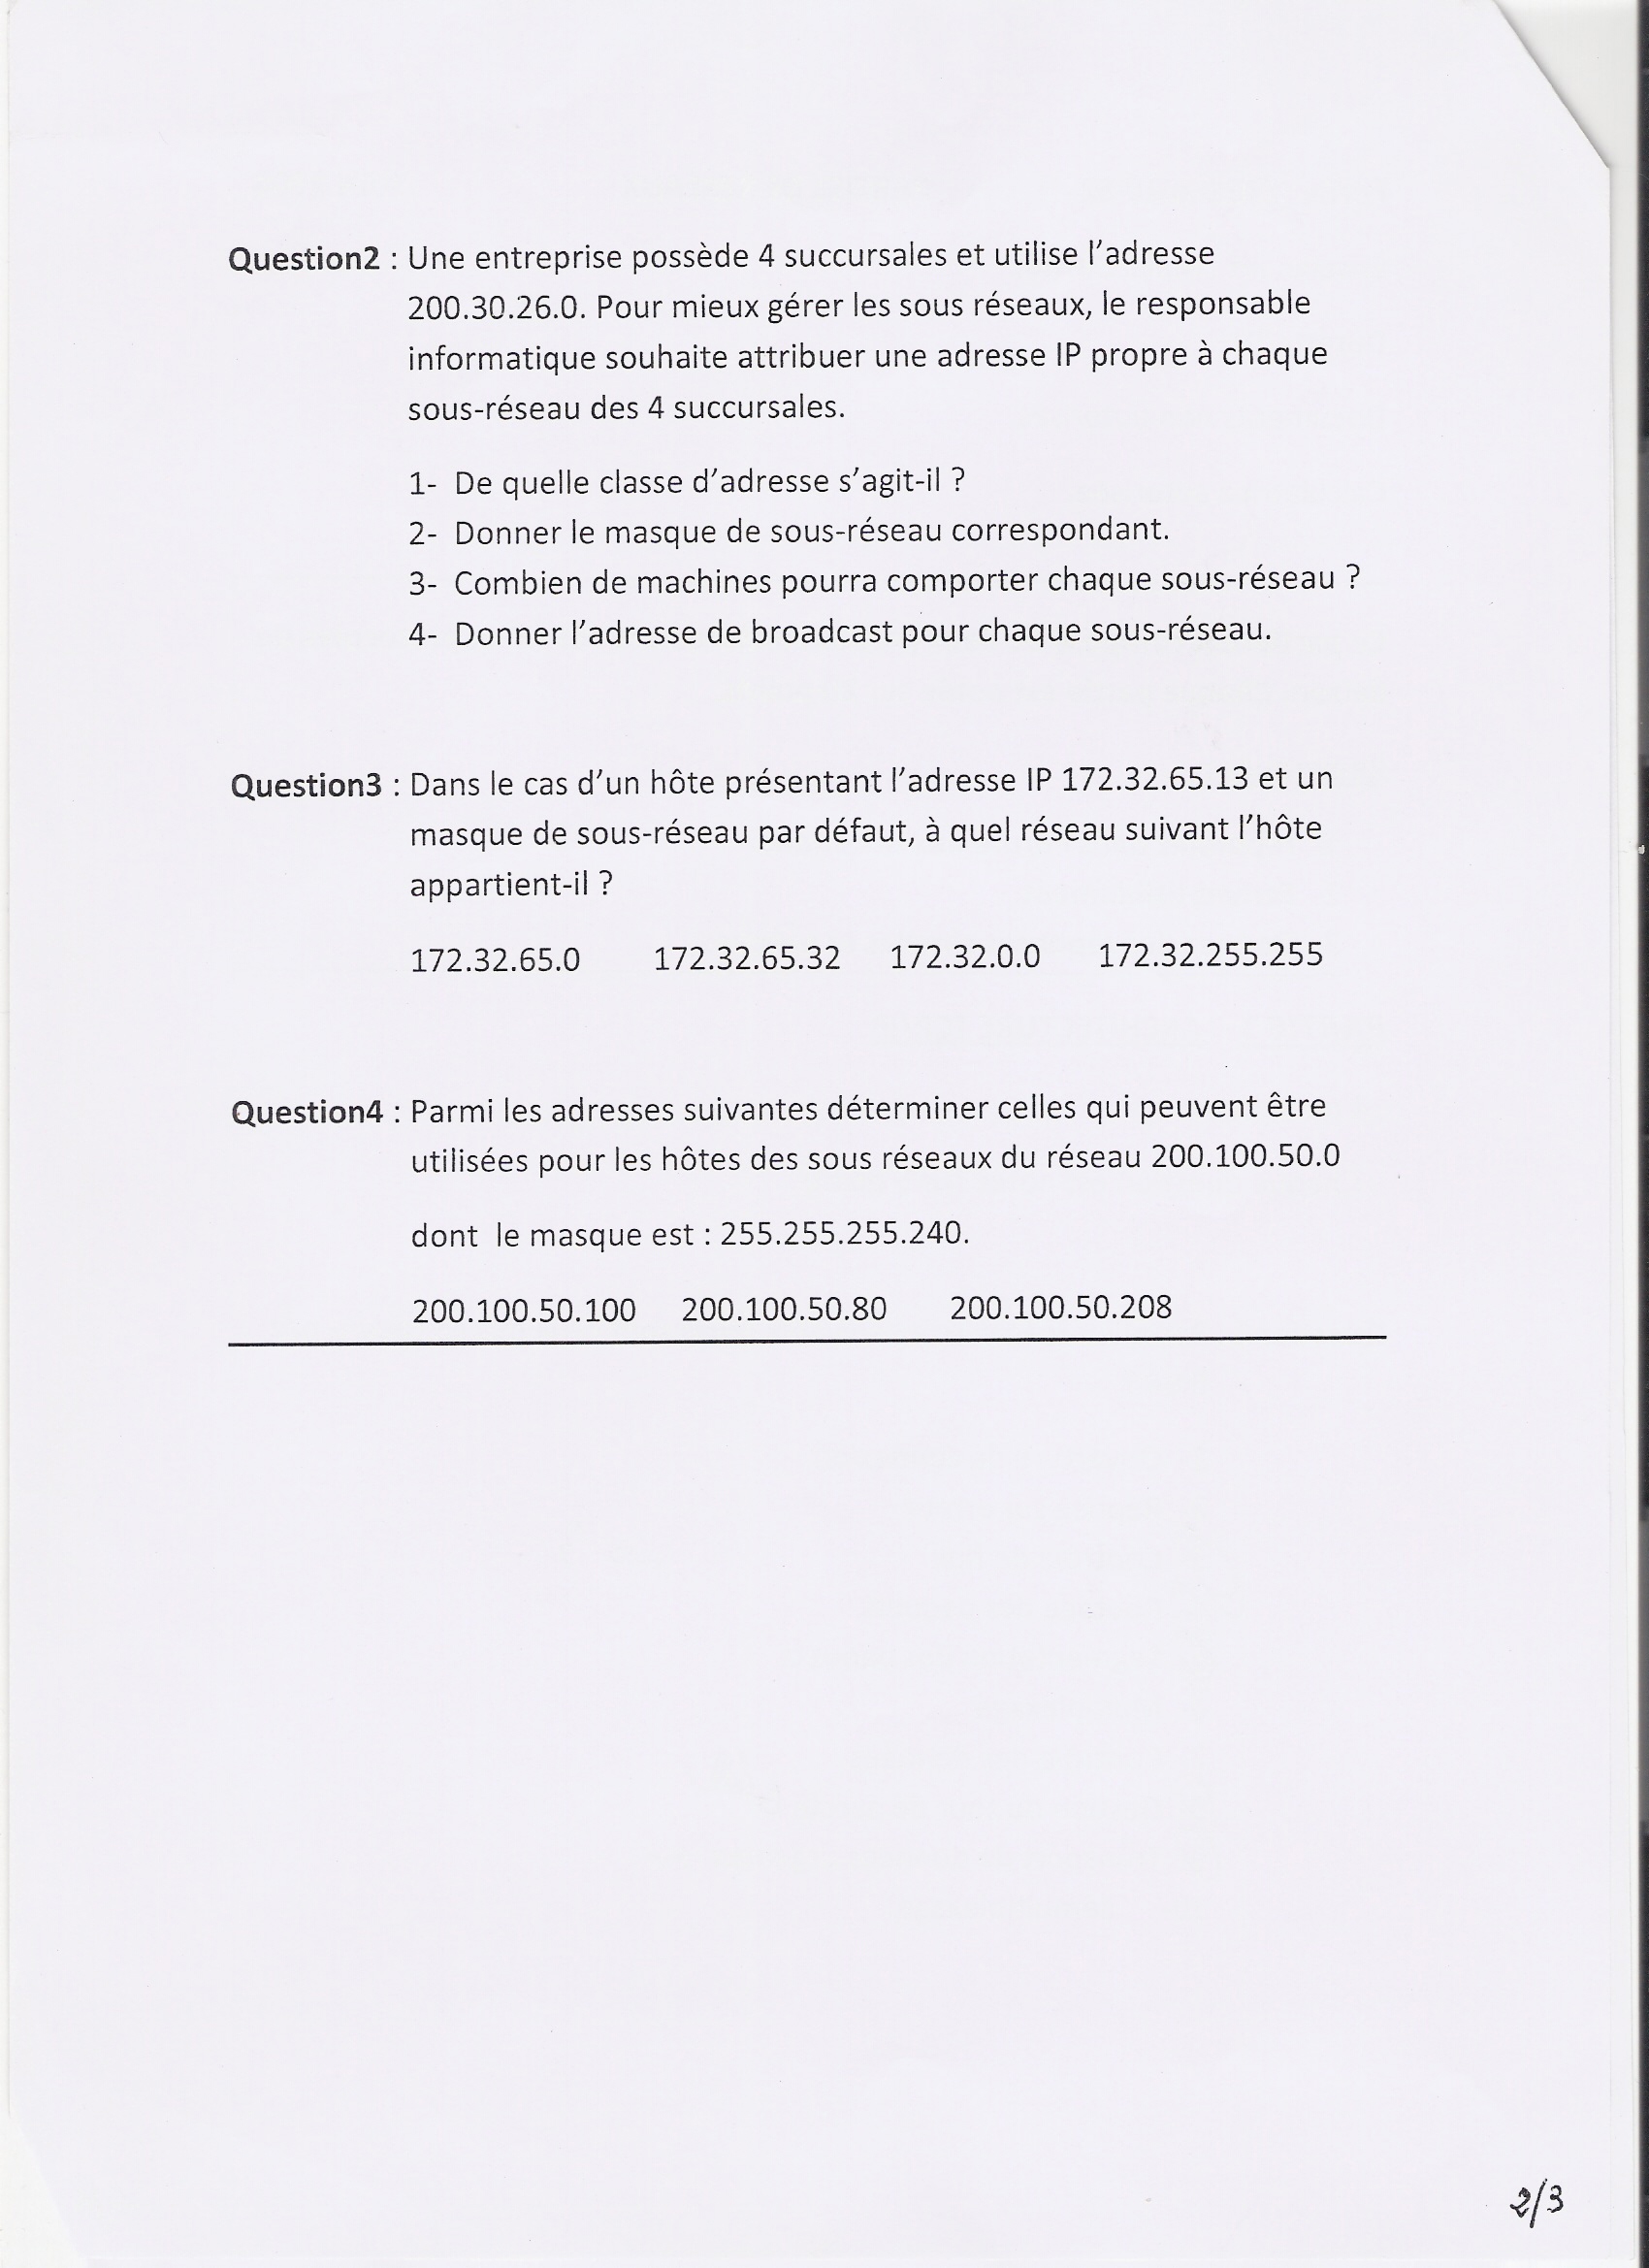 Question2 : Une entreprise possède 4 succursales et utilise l'adresse
200.30.26.0. Pour mieux gérer les sous réseaux, le responsable
informatique souhaite attribuer une adresse IP propre à chaque
sous-réseau des 4 succursales.
1- De quelle classe d'adresse s'agit-il ?
2- Donner le masque de sous-réseau correspondant.
3- Combien de machines pourra comporter chaque sous-réseau ?
4- Donner l'adresse de broadcast pour chaque sous-réseau.
Question3 : Dans le cas d'un hôte présentant l'adresse IP 172.32.65.13 et un
masque de sous-réseau par défaut, à quel réseau suivant l'hôte
appartient-il ?
172.32.65.0 172.32.65.32 172.32.0.0 172.32.255.255
Question4 : Parmi les adresses suivantes déterminer celles qui peuvent être
utilisées pour les hôtes des sous réseaux du réseau 200.100.50.0
dont le masque est : 255.255.255.240.
200.100.50.100 200.100.50.80 200.100.50.208
2/3